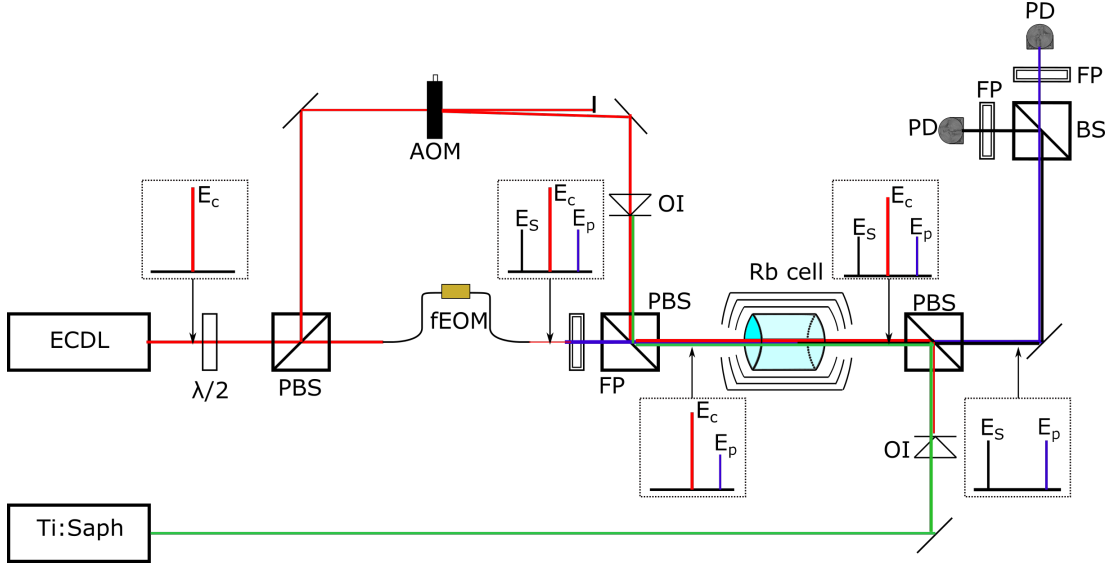 PD
FP
FP
PD
BS
AOM
E_c
E_S
E_c
E_p
OI
E_S
E_c
E_p
Rb cell
PBS
PBS
ECDL
fEOM
λ/2
PBS
FP
E_c
E_p
OI
E_S
E_p
Ti:Saph